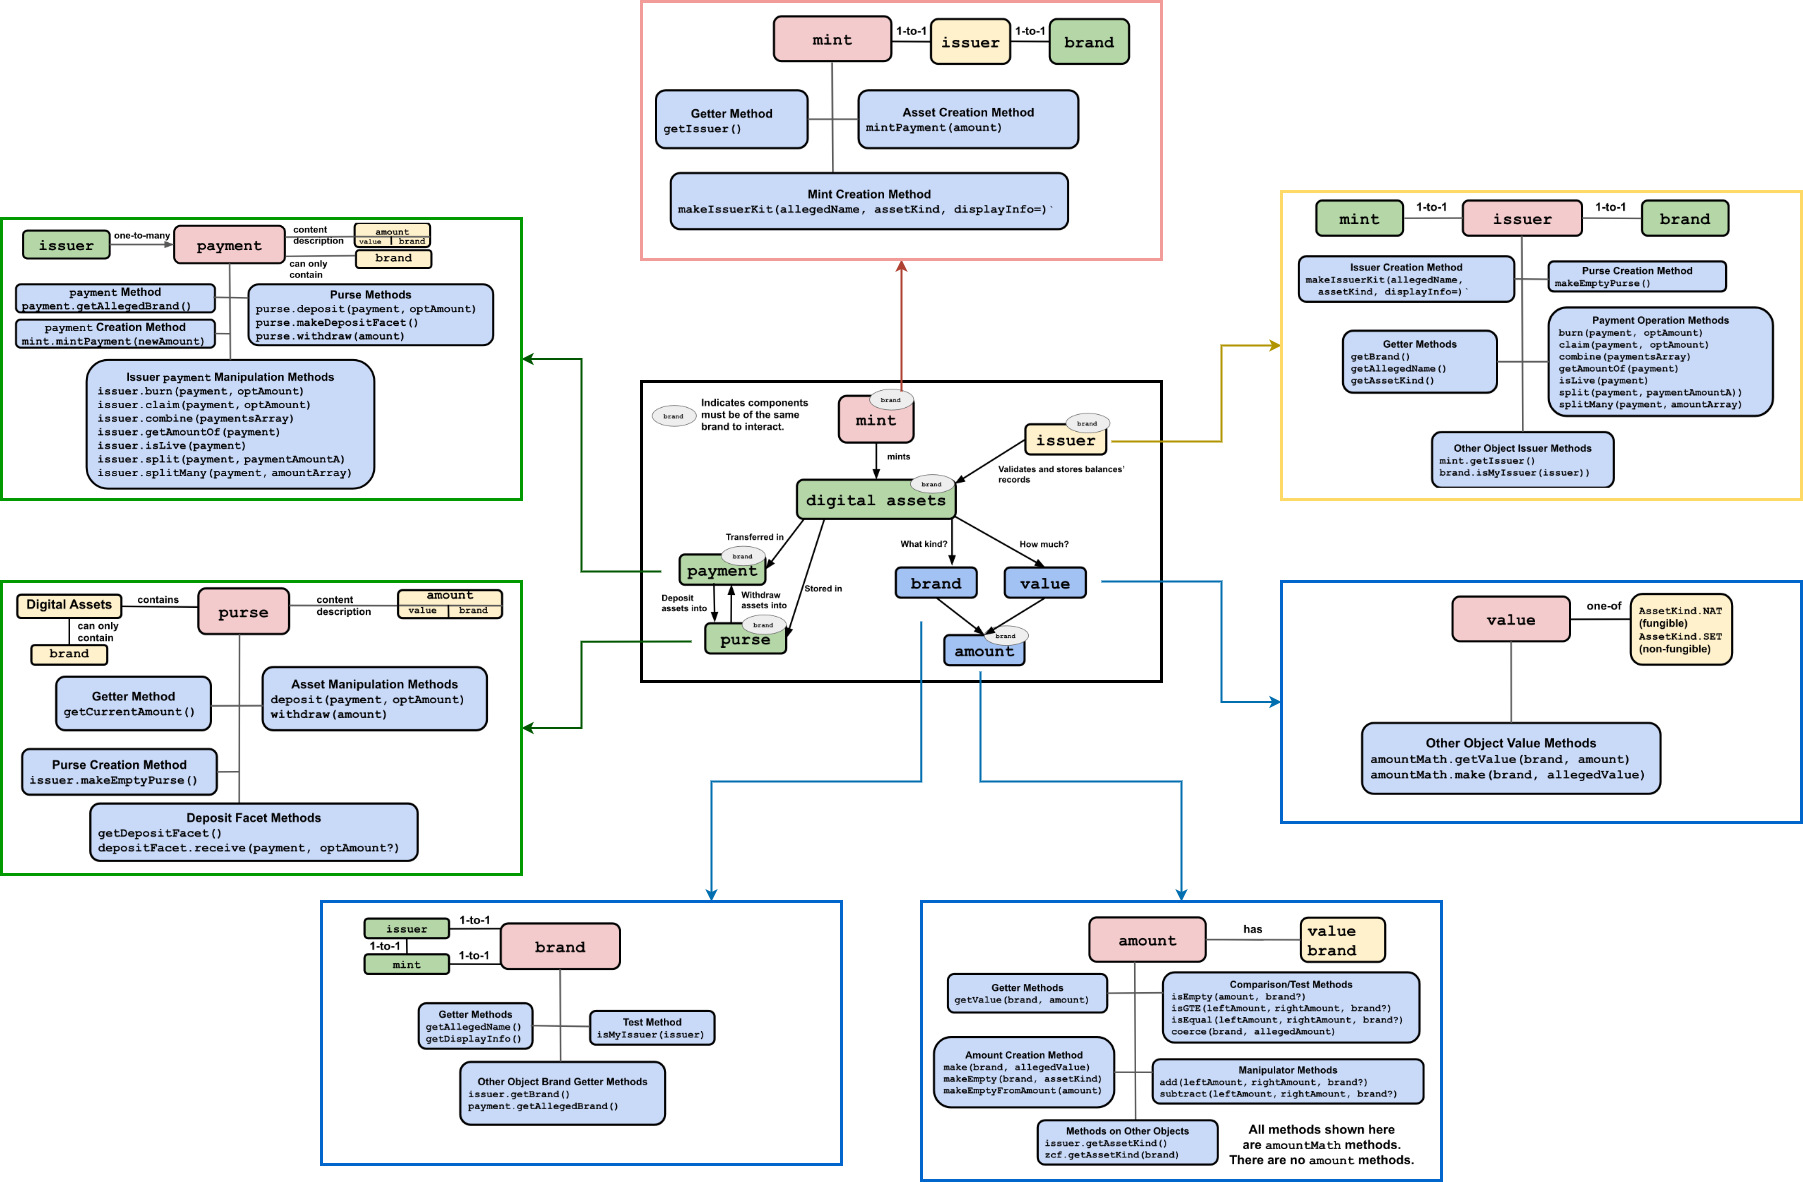 mint
1-to-1
issuer
1-to-1
brand
Getter Method
getIssuer()
Asset Creation Method
mintPayment(amount)
Mint Creation Method
makeIssuerKit(allegedName, assetKind, displayInfo=)`
issuer
one-to-many
payment
content
description
amount
value | brand
can only
contain
brand
payment Method
payment.getAllegedBrand()
payment Creation Method
mint.mintPayment(newAmount)
Purse Methods
purse.deposit(payment, optAmount)
purse.makeDepositFacet()
purse.withdraw(amount)
Issuer payment Manipulation Methods
issuer.burn(payment, optAmount)
issuer.claim(payment, optAmount)
issuer.combine(paymentsArray)
issuer.getAmountOf(payment)
issuer.isLive(payment)
issuer.split(payment, paymentAmountA)
issuer.splitMany(payment, amountArray)
mint
1-to-1
issuer
1-to-1
brand
Issuer Creation Method
makeIssuerKit(allegedName,
assetKind, displayInfo=)`
Purse Creation Method
makeEmptyPurse()
Getter Methods
getBrand()
getAllegedName()
getAssetKind()
Payment Operation Methods
burn(payment, optAmount)
claim(payment, optAmount)
combine(paymentsArray)
getAmountOf(payment)
isLive(payment)
split(payment, paymentAmountA))
splitMany(payment, amountArray)
Other Object Issuer Methods
mint.getIssuer()
brand.isMyIssuer(issuer))
brand
Indicates components
must be of the same
brand to interact.
brand
mint
brand
issuer
mints
Validates and stores balances'
records
brand
digital assets
Transferred in
What kind?
How much?
brand
payment
Stored in
brand
value
Deposit
assets into
Withdraw
assets into
brand
purse
brand
amount
Digital Assets
contains
purse
content
description
amount
value | brand
can only
contain
brand
Getter Method
getCurrentAmount()
Asset Manipulation Methods
deposit(payment, optAmount)
withdraw(amount)
Purse Creation Method
issuer.makeEmptyPurse()
Deposit Facet Methods
getDepositFacet()
depositFacet.receive(payment, optAmount?)
value
one-of
AssetKind.NAT
(fungible)
AssetKind.SET
(non-fungible)
Other Object Value Methods
amountMath.getValue(brand, amount)
amountMath.make(brand, allegedValue)
issuer
1-to-1
1-to-1
mint
1-to-1
brand
Getter Methods
getAllegedName()
getDisplayInfo()
Test Method
isMyIssuer(issuer)
Other Object Brand Getter Methods
issuer.getBrand()
payment.getAllegedBrand()
amount
has
value
brand
Getter Methods
getValue(brand, amount)
Comparison/Test Methods
isEmpty(amount, brand?)
isGTE(leftAmount, rightAmount, brand?)
isEqual(leftAmount, rightAmount, brand?)
coerce(brand, allegedAmount)
Amount Creation Method
make(brand, allegedValue)
makeEmpty(brand, assetKind)
makeEmptyFromAmount(amount)
Manipulator Methods
add(leftAmount, rightAmount, brand?)
subtract(leftAmount, rightAmount, brand?)
Methods on Other Objects
issuer.getAssetKind()
zcf.getAssetKind(brand)
All methods shown here
are amountMath methods.
There are no amount methods.